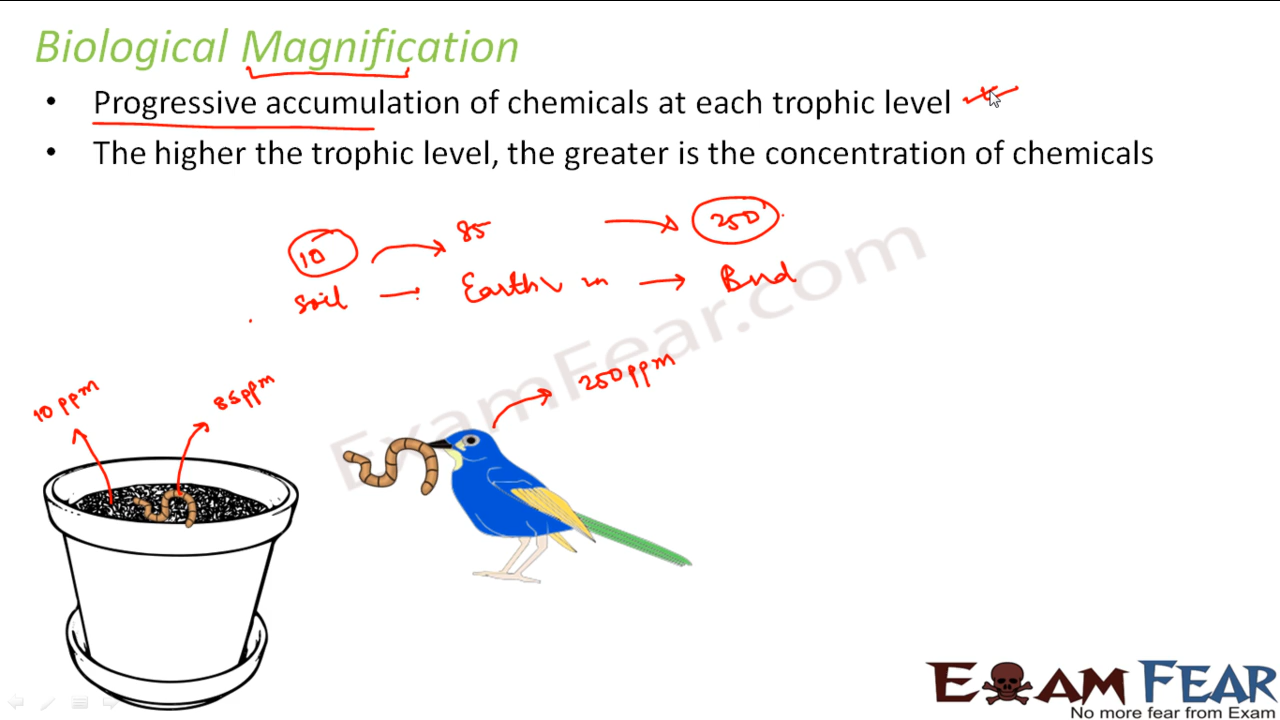 Biological Magnification
• Progressive accumulation of chemicals at each trophic level
• The higher the trophic level, the greater is the concentration of chemicals
10 85 250
Soil Earth Bird
10 ppm 85ppm 250ppm
ExamFear.com
EXAM FEAR
No more fear from Exam